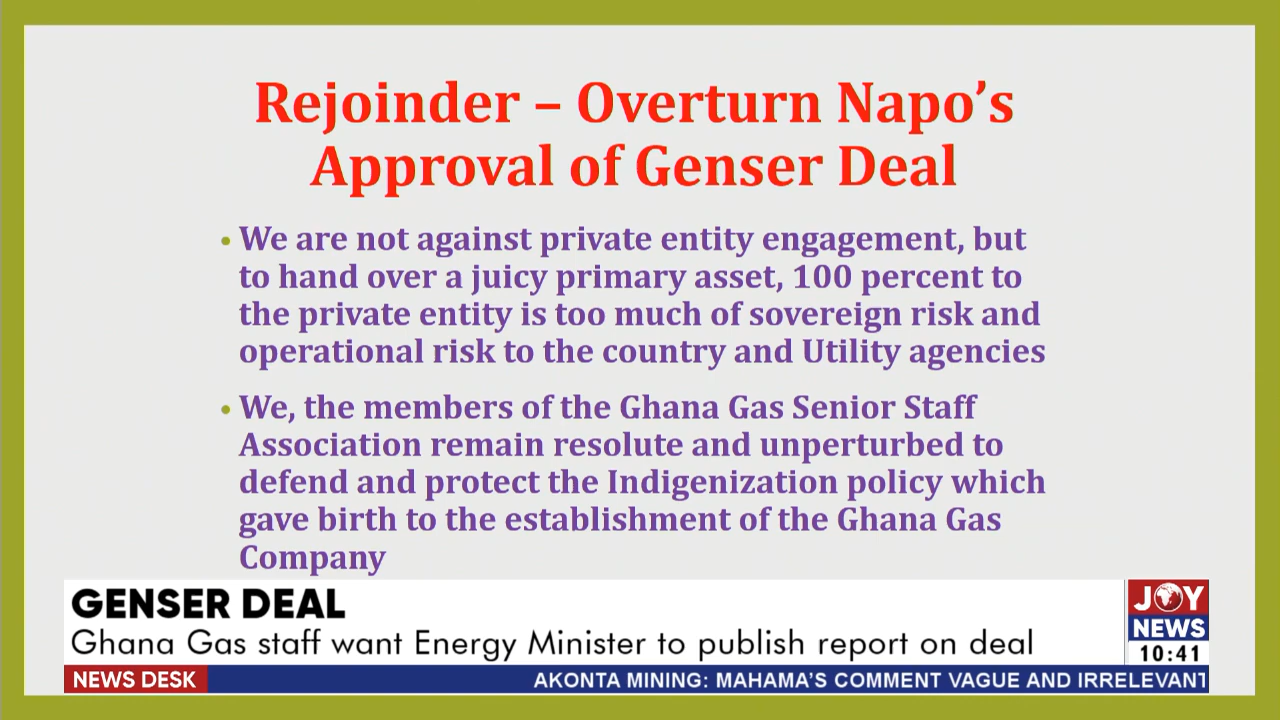 Rejoinder – Overturn Napo's
Approval of Genser Deal
• We are not against private entity engagement, but
to hand over a juicy primary asset, 100 percent to
the private entity is too much of sovereign risk and
operational risk to the country and Utility agencies
• We, the members of the Ghana Gas Senior Staff
Association remain resolute and unperturbed to
defend and protect the Indigenization policy which
gave birth to the establishment of the Ghana Gas
Company
GENSER DEAL
Ghana Gas staff want Energy Minister to publish report on deal
JOY
NEWS
10:41
NEWS DESK
AKONTA MINING: MAHAMA'S COMMENT VAGUE AND IRRELEVANT